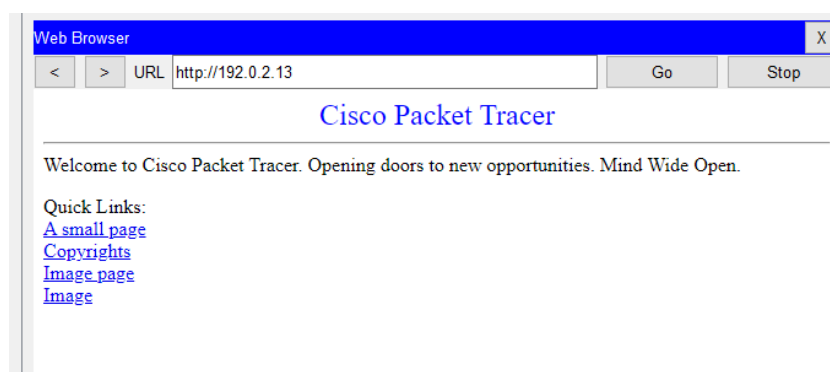 Web Browser X
< > URL http://192.0.2.13 Go Stop
Cisco Packet Tracer
Welcome to Cisco Packet Tracer. Opening doors to new opportunities. Mind Wide Open.
Quick Links:
A small page
Copyrights
Image page
Image